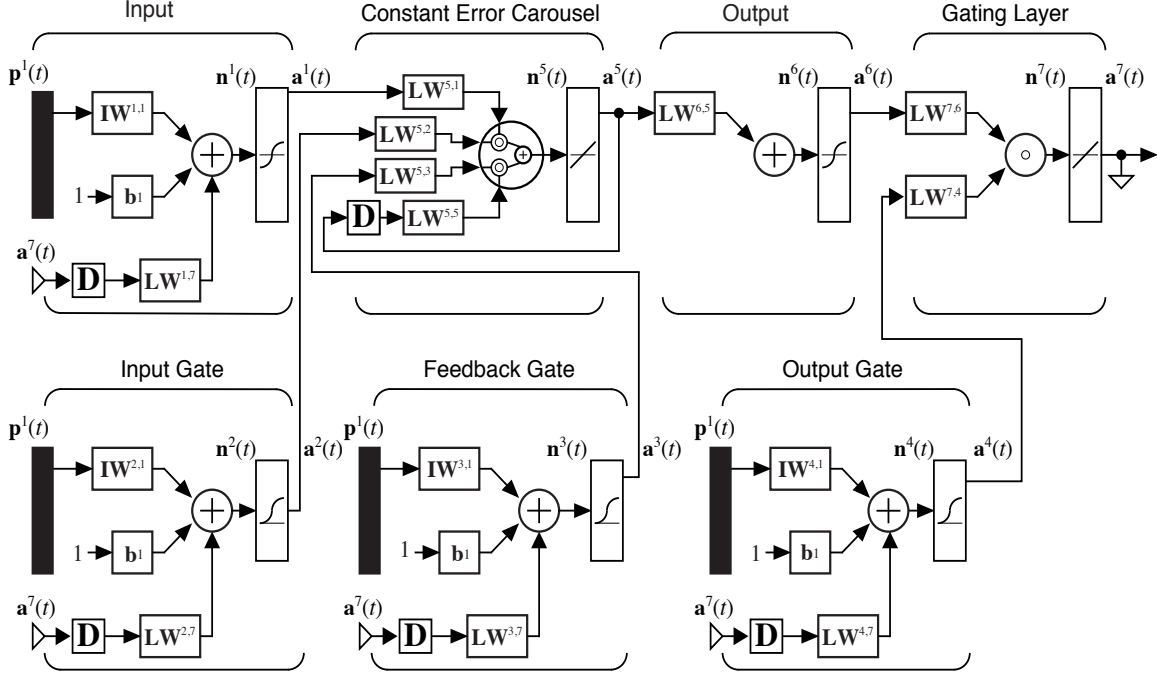 Input
Constant Error Carousel
Output
Gating Layer
p¹(t)
n¹(t)
a¹(t)
n⁵(t)
a⁵(t)
n⁶(t)
a⁶(t)
n⁷(t)
a⁷(t)
IW¹,¹
LW⁵,¹
LW⁵,²
LW⁵,³
LW⁵,⁵
D
LW⁶,⁵
LW⁷,⁶
LW⁷,⁴
1
b¹
a⁷(t)
D
LW¹,⁷
Input Gate
Feedback Gate
Output Gate
p¹(t)
n²(t)
a²(t)
p¹(t)
n³(t)
a³(t)
p¹(t)
n⁴(t)
a⁴(t)
IW²,¹
IW³,¹
IW⁴,¹
1
b¹
1
b¹
1
b¹
a⁷(t)
a⁷(t)
a⁷(t)
D
LW²,⁷
D
LW³,⁷
D
LW⁴,⁷